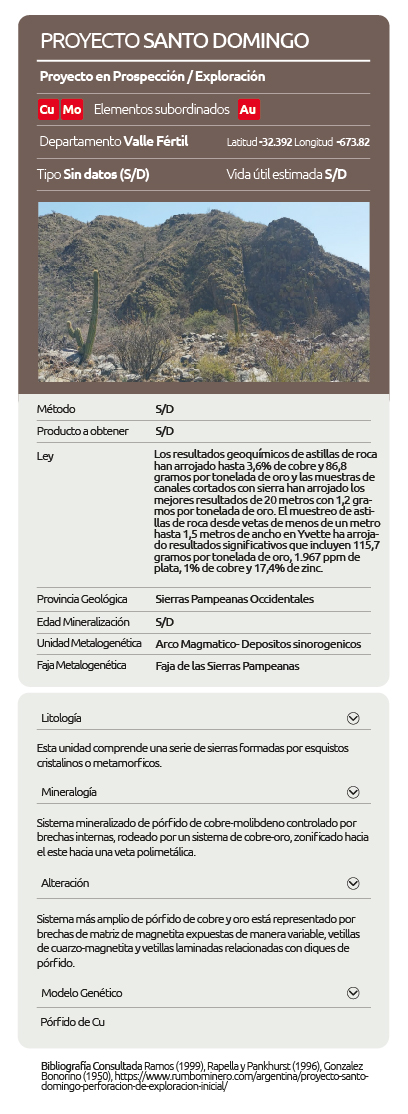 PROYECTO SANTO DOMINGO
Proyecto en Prospección / Exploración
Cu Mo Elementos subordinados Au
Departamento Valle Fértil Latitud -32.392 Longitud -673.82
Tipo Sin datos (S/D) Vida útil estimada S/D
Método S/D
Producto a obtener S/D
Ley Los resultados geoquímicos de astillas de roca
han arrojado hasta 3,6% de cobre y 86,8
gramos por tonelada de oro y las muestras de
canales cortados con sierra han arrojado los
mejores resultados de 20 metros con 1,2 gra-
mos por tonelada de oro. El muestreo de asti-
llas de roca desde vetas de menos de un metro
hasta 1,5 metros de ancho en Yvette ha arroja-
do resultados significativos que incluyen 115,7
gramos por tonelada de oro, 1.967 ppm de
plata, 1% de cobre y 17,4% de zinc.
Provincia Geológica Sierras Pampeanas Occidentales
Edad Mineralización S/D
Unidad Metalogenética Arco Magmatico- Depositos sinorogenicos
Faja Metalogenética Faja de las Sierras Pampeanas
Litología
Esta unidad comprende una serie de sierras formadas por esquistos
cristalinos o metamorficos.
Mineralogía
Sistema mineralizado de pórfido de cobre-molibdeno controlado por
brechas internas, rodeado por un sistema de cobre-oro, zonificado hacia
el este hacia una veta polimetálica.
Alteración
Sistema más amplio de pórfido de cobre y oro está representado por
brechas de matriz de magnetita expuestas de manera variable, vetillas
de cuarzo-magnetita y vetillas laminadas relacionadas con diques de
pórfido.
Modelo Genético
Pórfido de Cu
Bibliografía Consultada Ramos (1999), Rapella y Pankhurst (1996), Gonzalez
Bonorino (1950), https://www.rumbominero.com/argentina/proyecto-santo-
domingo-perforacion-de-exploracion-inicial/